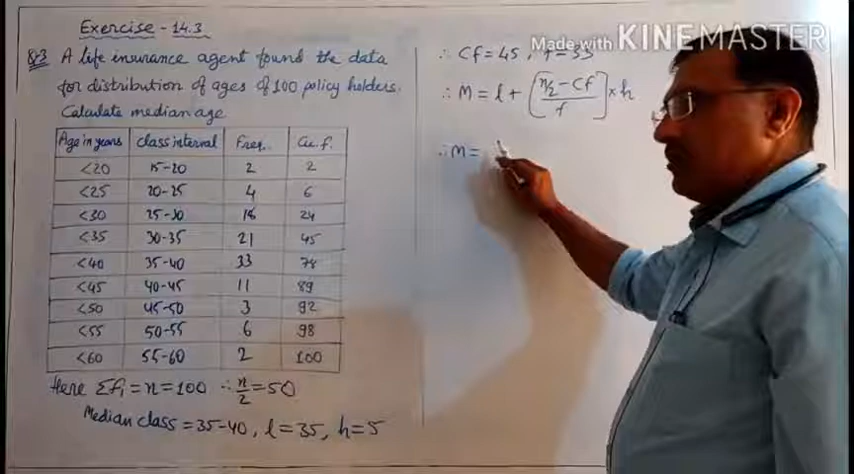 Exercise - 14.3
Q.3 A life insurance agent found the data
for distribution of ages of 100 policy holders.
Calculate median age
Age in years class interval Freq. Cu. f.
<20 15-20 2 2
<25 20-25 4 6
<30 25-30 18 24
<35 30-35 21 45
<40 35-40 33 78
<45 40-45 11 89
<50 45-50 3 92
<55 50-55 6 98
<60 55-60 2 100
Here Σfi = n = 100 ∴ n/2 = 50
Median class = 35-40, l = 35, h = 5
Made with KINEMASTER
∴ Cf = 45, f = 33
∴ M = l + [n/2 - Cf / f] × h
∴ M =